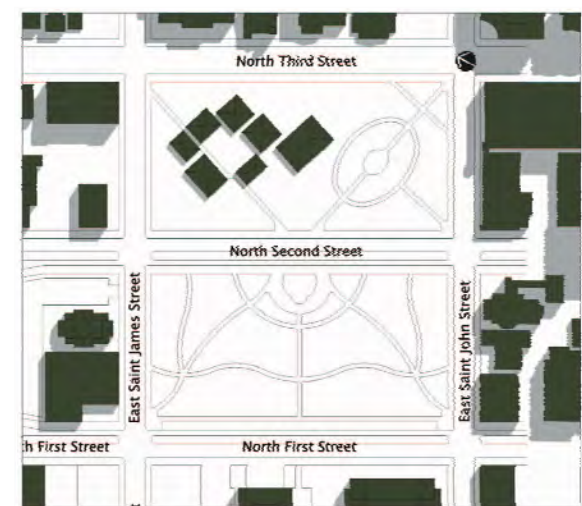 North Third Street
North Second Street
East Saint James Street
East Saint John Street
h First Street
North First Street